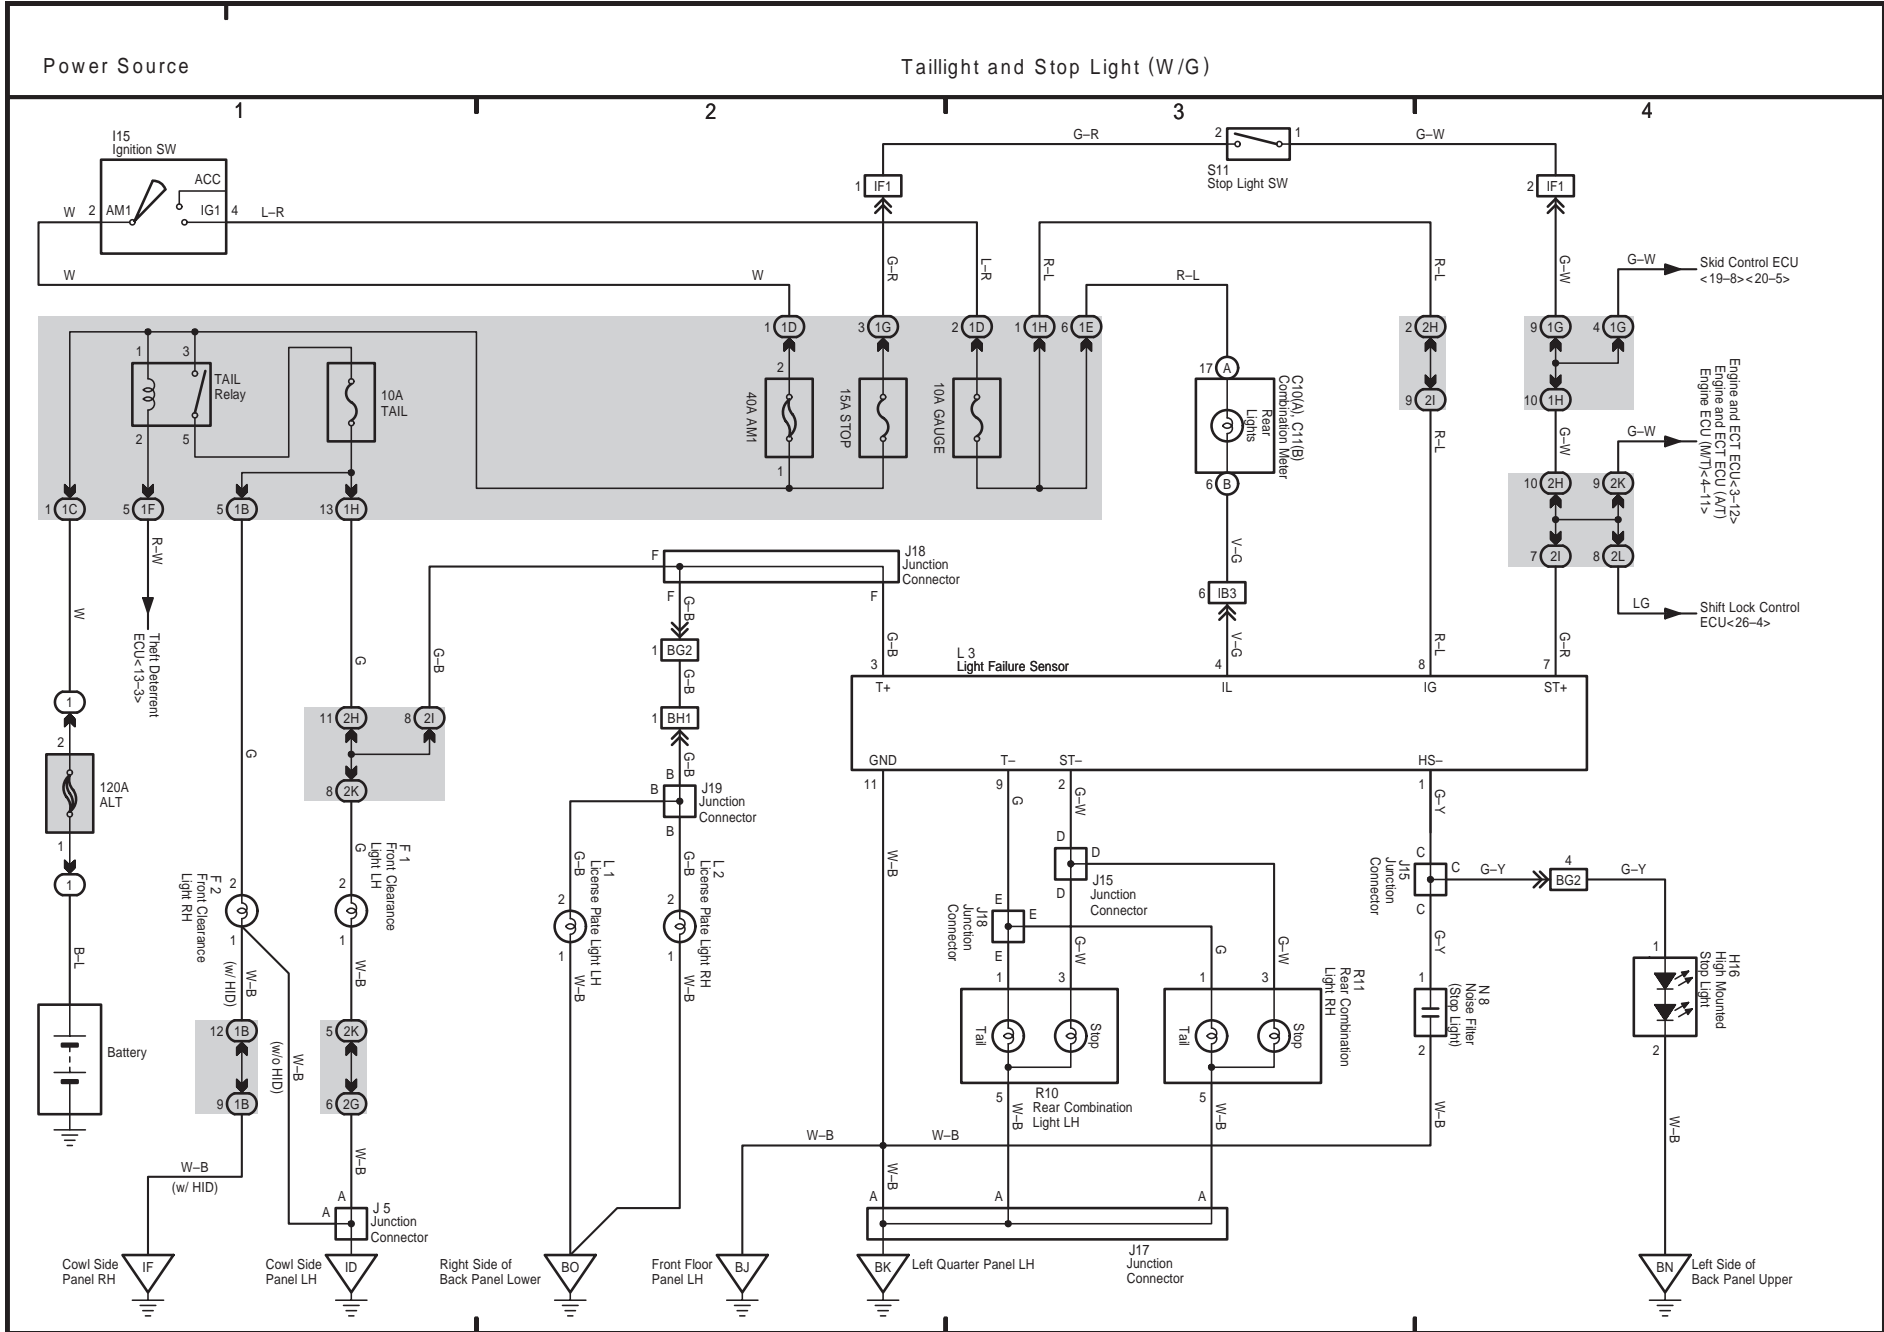 Power Source
Taillight and Stop Light (W/G)
1
2
3
4
I15
Ignition SW
ACC
W
2
AM1
IG1
4
L–R
W
W
G–R
2
1
G–W
S11
Stop Light SW
1
IF1
2
IF1
G–R
L–R
R–L
R–L
R–L
G–W
G–W
Skid Control ECU
<19–8><20–5>
1
1D
3
1G
2
1D
1
1H
6
1E
2
2H
9
1G
4
1G
1
3
TAIL
Relay
2
5
10A
TAIL
2
40A AM1
1
15A STOP
10A GAUGE
17
A
C10(A), C11(B)
Combination Meter
Rear
Lights
6
B
9
2I
10
1H
R–L
G–W
G–W
Engine and ECT ECU<3–12>
Engine and ECT ECU (A/T)
Engine ECU (M/T)<4–11>
10
2H
9
2K
7
2I
8
2L
1
1C
5
1F
5
1B
13
1H
R–W
Theft Deterrent
ECU<13–3>
W
F
J18
Junction
Connector
F
F
G–B
G–B
V–G
6
IB3
V–G
R–L
G–R
LG
Shift Lock Control
ECU<26–4>
G
G–B
1
BG2
G–B
1
BH1
G–B
L 3
Light Failure Sensor
3
4
8
7
T+
IL
IG
ST+
GND
T–
ST–
HS–
11
9
2
1
1
2
120A
ALT
1
1
B–L
Battery
G
11
2H
8
2I
8
2K
G
F 1
Front Clearance
Light LH
F 2
Front Clearance
Light RH
2
1
2
1
B
B
J19
Junction
Connector
B
G–B
L 1
License Plate Light LH
G–B
L 2
License Plate Light RH
2
1
2
1
W–B
W–B
W–B
G
G–W
D
D
J15
Junction
Connector
D
E
E
J18
Junction
Connector
E
G–W
G
G–W
G–Y
C
C
J15
Junction
Connector
C
G–Y
4
BG2
G–Y
G–Y
1
3
1
3
R11
Rear Combination
Light RH
Tail
Stop
Tail
Stop
R10
Rear Combination
Light LH
5
5
W–B
W–B
1
N 8
Noise Filter
(Stop Light)
2
W–B
1
H16
High Mounted
Stop Light
2
W–B
W–B
(w/ HID)
W–B
(w/o HID)
W–B
12
1B
9
1B
5
2K
6
2G
W–B
(w/ HID)
W–B
A
A
J 5
Junction
Connector
W–B
W–B
W–B
A
A
A
J17
Junction
Connector
Cowl Side
Panel RH
IF
Cowl Side
Panel LH
ID
Right Side of
Back Panel Lower
BO
Front Floor
Panel LH
BJ
BK
Left Quarter Panel LH
BN
Left Side of
Back Panel Upper